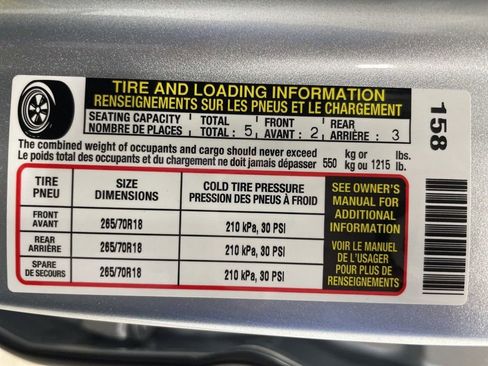 TIRE AND LOADING INFORMATION
RENSEIGNEMENTS SUR LES PNEUS ET LE CHARGEMENT
SEATING CAPACITY TOTAL : 5 FRONT AVANT : 2 REAR ARRIÈRE : 3
NOMBRE DE PLACES
The combined weight of occupants and cargo should never exceed kg or lbs.
Le poids total des occupants et du chargement ne doit jamais dépasser 550 kg ou 1215 lb.
TIRE PNEU SIZE DIMENSIONS COLD TIRE PRESSURE PRESSION DES PNEUS À FROID
FRONT AVANT 265/70R18 210 kPa, 30 PSI
REAR ARRIÈRE 265/70R18 210 kPa, 30 PSI
SPARE DE SECOURS 265/70R18 210 kPa, 30 PSI
SEE OWNER'S
MANUAL FOR
ADDITIONAL
INFORMATION
VOIR LE MANUEL
DE L'USAGER
POUR PLUS DE
RENSEIGNEMENTS
158